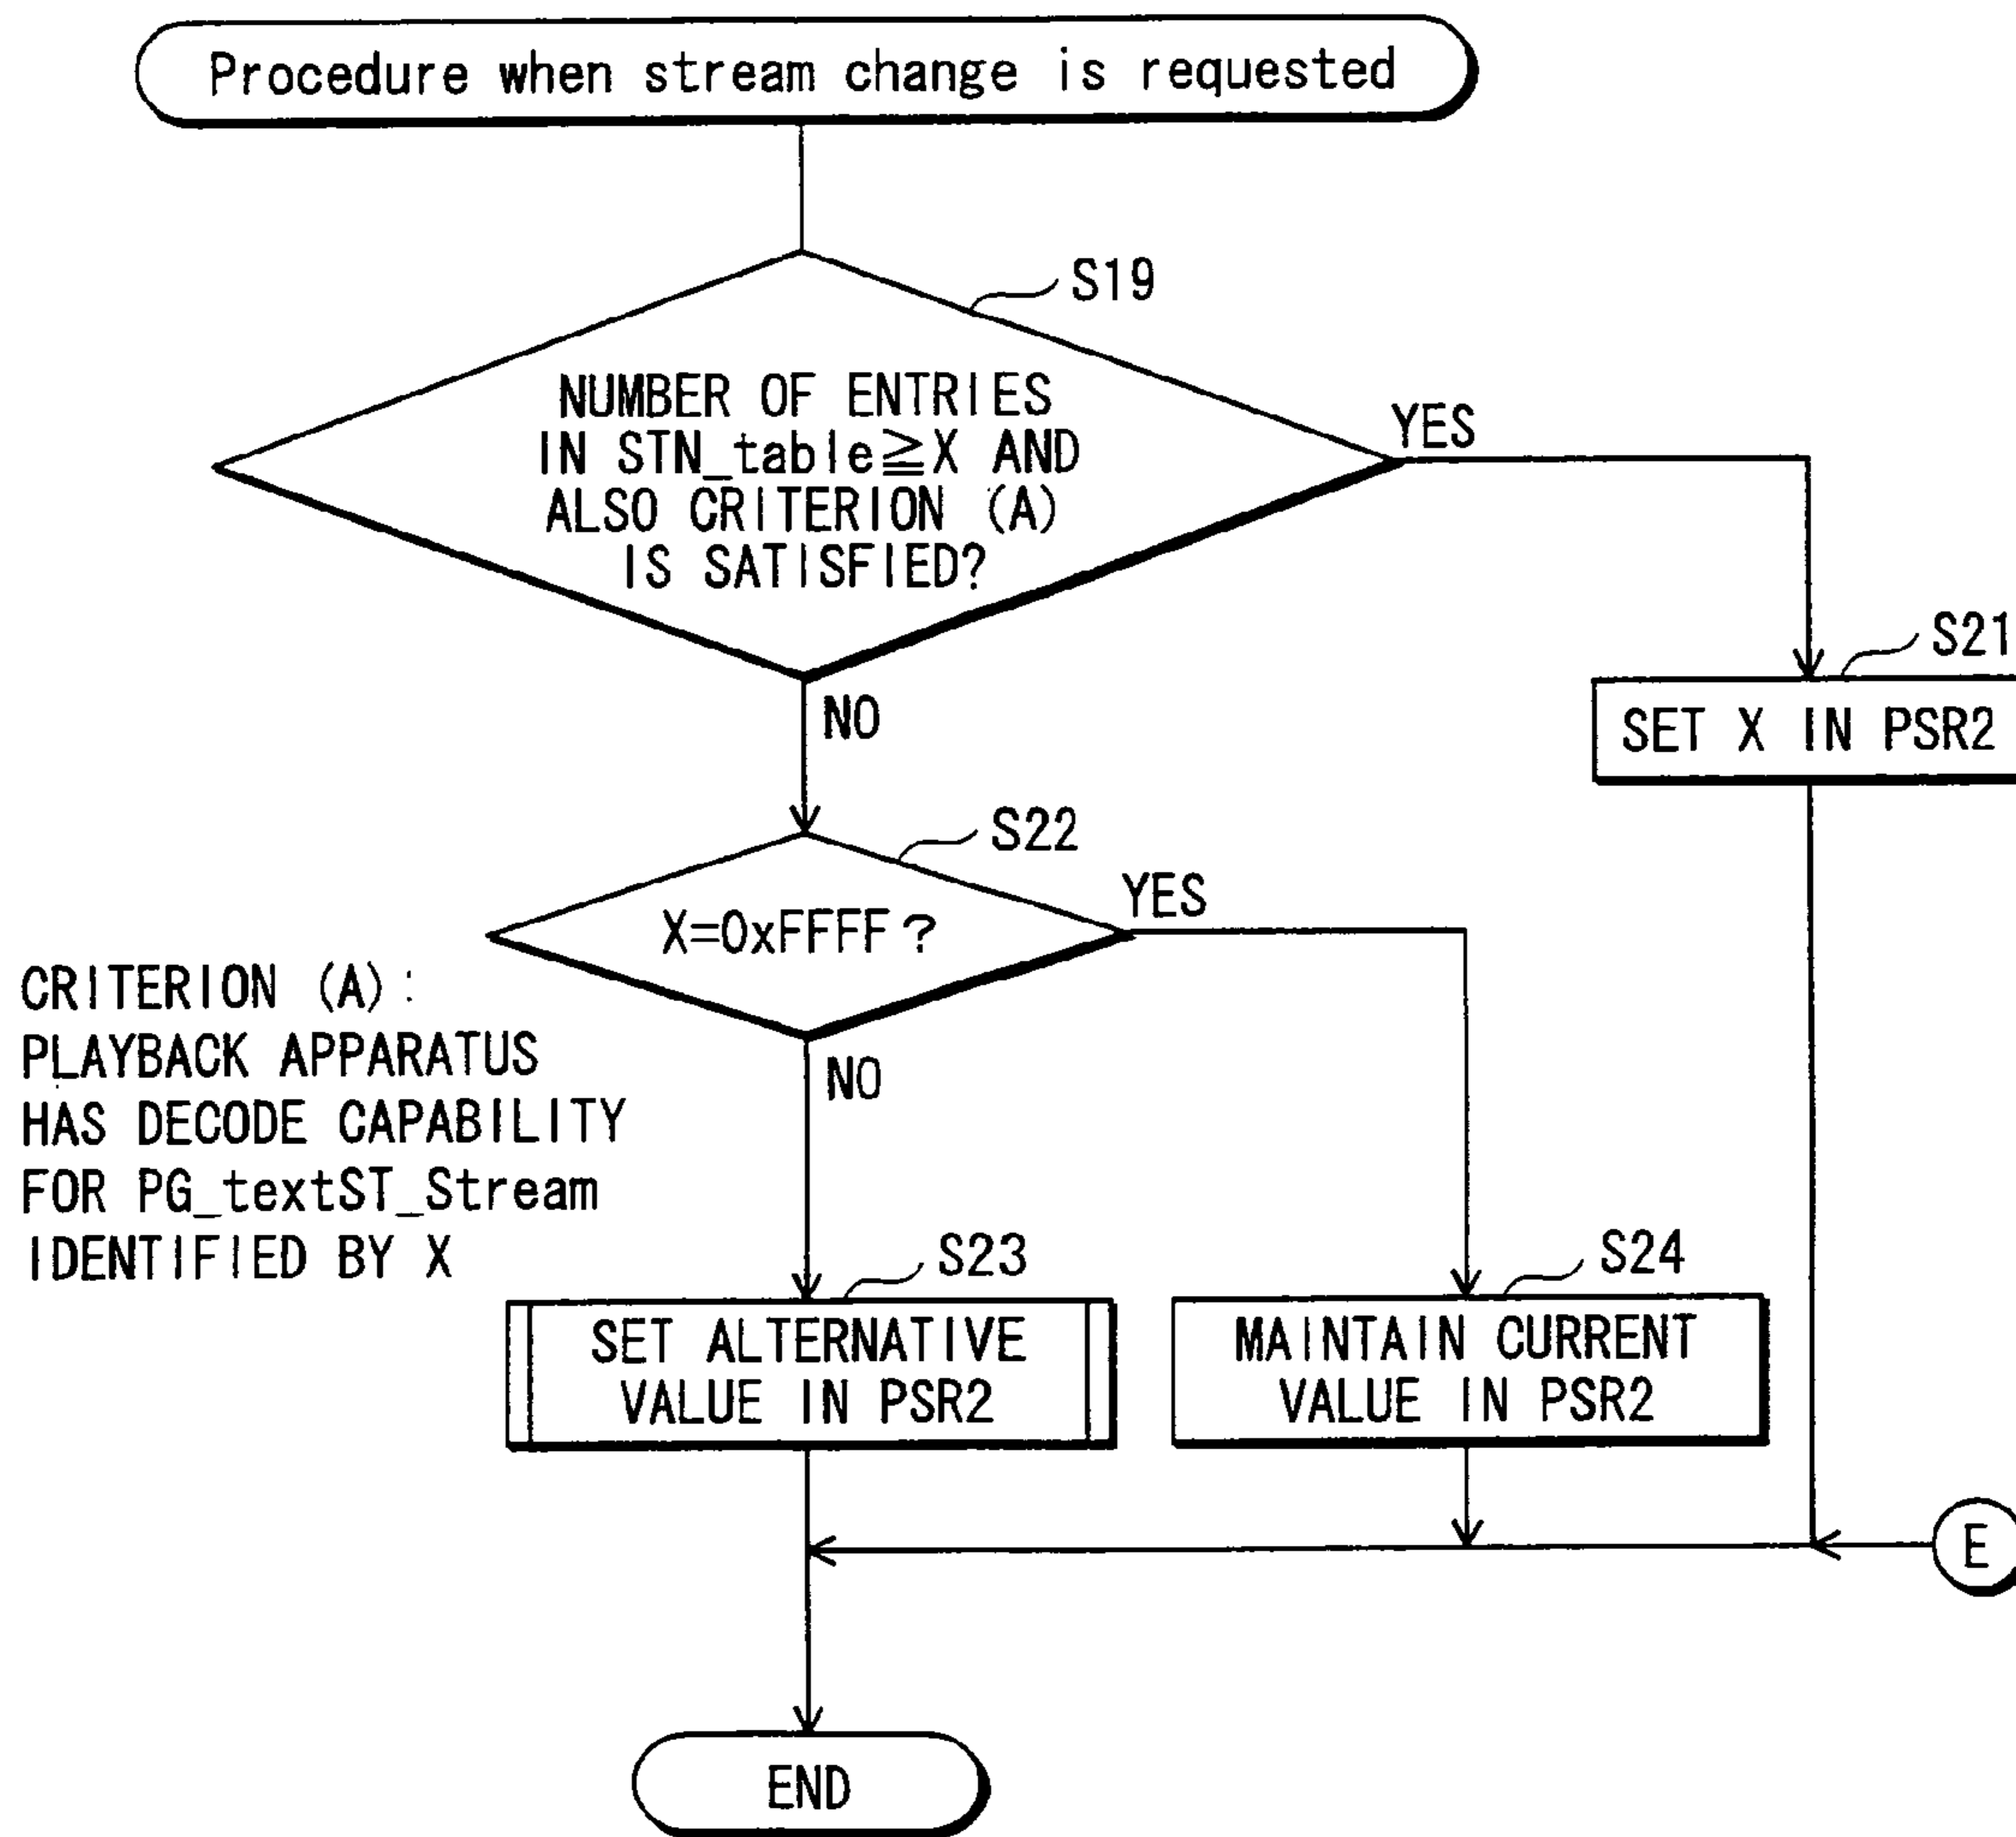 Procedure when stream change is requested
S19
NUMBER OF ENTRIES
IN STN_table≧X AND
ALSO CRITERION (A)
IS SATISFIED?
YES
S21
SET X IN PSR2
NO
S22
X=0xFFFF?
YES
NO
CRITERION (A):
PLAYBACK APPARATUS
HAS DECODE CAPABILITY
FOR PG_textST_Stream
IDENTIFIED BY X
S23
SET ALTERNATIVE
VALUE IN PSR2
S24
MAINTAIN CURRENT
VALUE IN PSR2
E
END